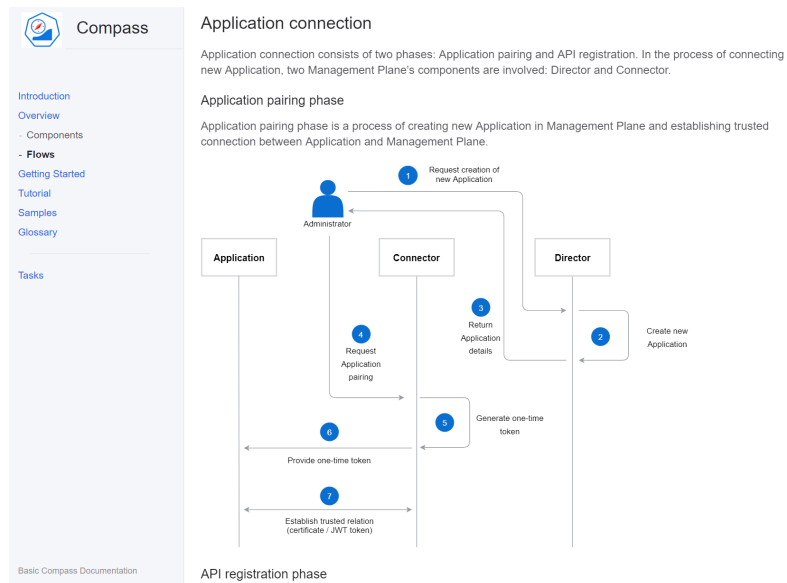 Compass
Introduction
Overview
- Components
- Flows
Getting Started
Tutorial
Samples
Glossary
Tasks
Basic Compass Documentation
Application connection
Application connection consists of two phases: Application pairing and API registration. In the process of connecting
new Application, two Management Plane's components are involved: Director and Connector.
Application pairing phase
Application pairing phase is a process of creating new Application in Management Plane and establishing trusted
connection between Application and Management Plane.
1
Request creation of
new Application
Administrator
Application
Connector
Director
2
Create new
Application
3
Return
Application
details
4
Request
Application
pairing
5
Generate one-time
token
6
Provide one-time token
7
Establish trusted relation
(certificate / JWT token)
API registration phase